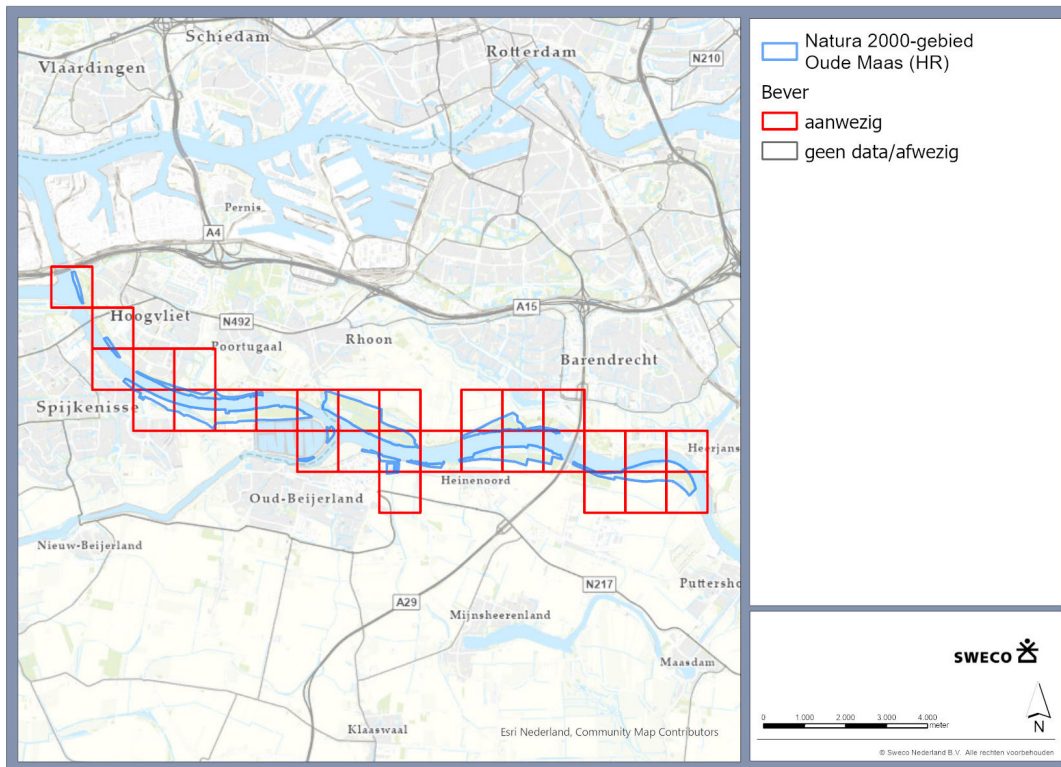 Schiedam
Rotterdam
N210
Vlaardingen
Pernis
A4
A15
Hoogvliet
N492
Rhoon
Poortugaal
Barendrecht
Spijkenisse
Heerjans
Heinenoord
Oud-Beijerland
Nieuw-Beijerland
N217
Puttersho
A29
Mijnsheerenland
Maasdam
Klaaswaal
Esri Nederland, Community Map Contributors
Natura 2000-gebied
Oude Maas (HR)
Bever
aanwezig
geen data/afwezig
SWECO
0 1.000 2.000 3.000 4.000
meter
N
© Sweco Nederland B.V. Alle rechten voorbehouden